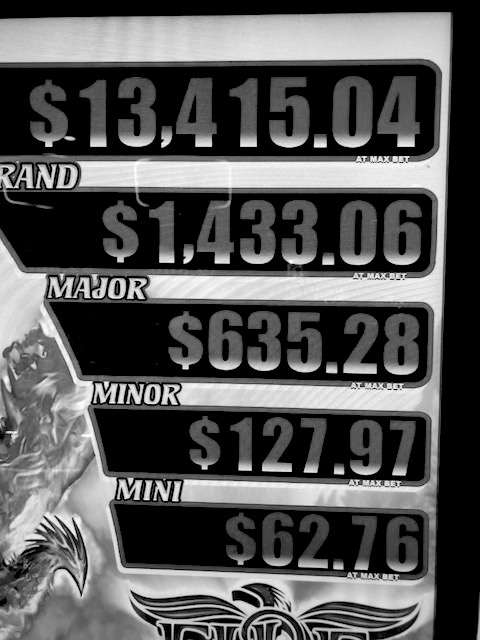 $13,415.04
AT MAX BET
RAND
$1,433.06
AT MAX BET
MAJOR
$635.28
AT MAX BET
MINOR
$127.97
AT MAX BET
MINI
$62.76
AT MAX BET